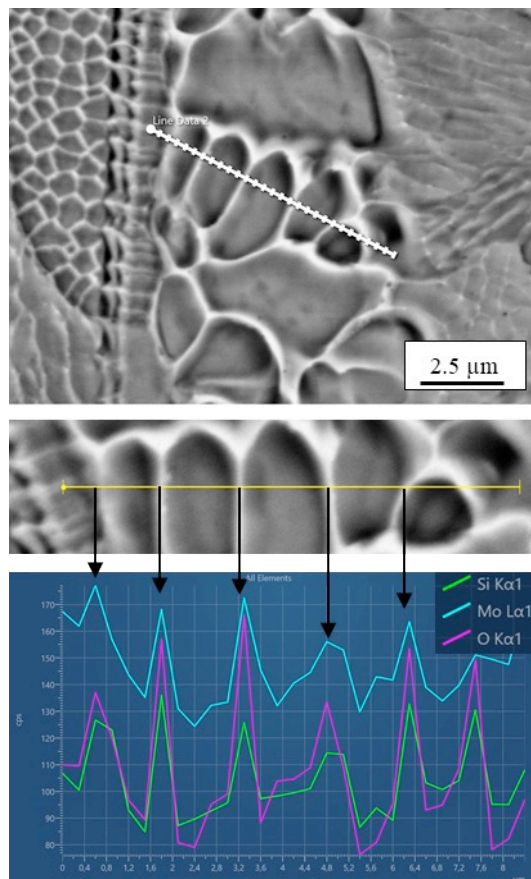 Line Data 2
2.5 µm
All Elements
Si Kα1
Mo Lα1
O Kα1
170
160
150
140
130
120
110
100
90
80
cps
0 0,4 0,8 1,2 1,6 2 2,4 2,8 3,2 3,6 4 4,4 4,8 5,2 5,6 6 6,4 6,8 7,2 7,6 8